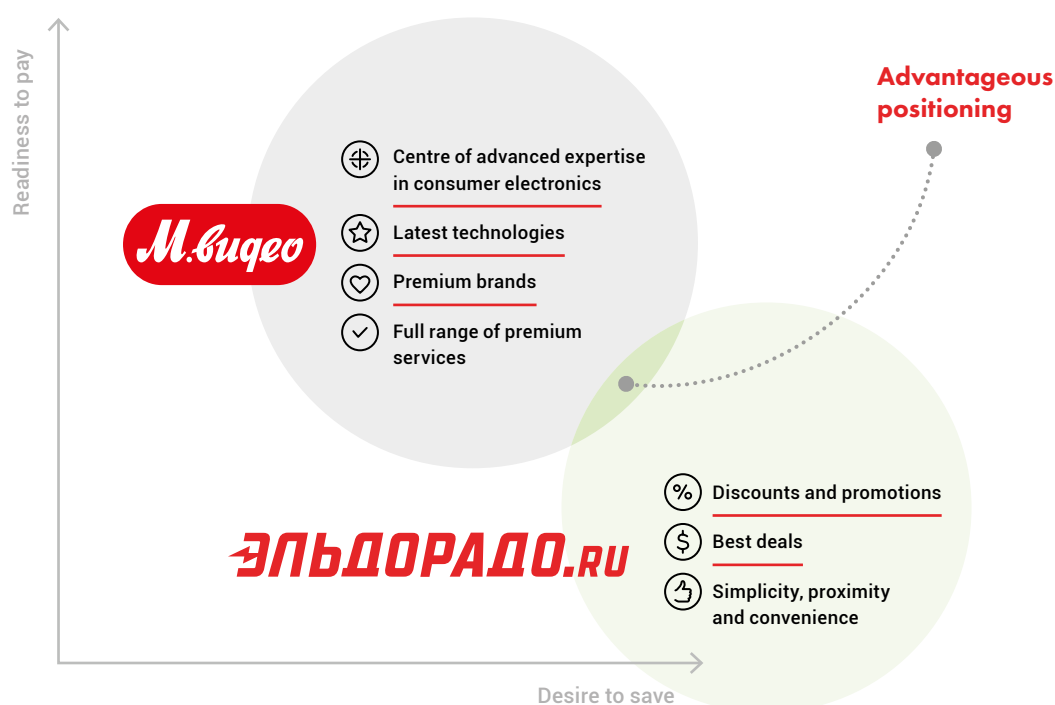 Readiness to pay
Advantageous
positioning
Centre of advanced expertise
in consumer electronics
Latest technologies
Premium brands
Full range of premium
services
М.видео
Discounts and promotions
Best deals
Simplicity, proximity
and convenience
ЭЛЬДОРАДО.RU
Desire to save